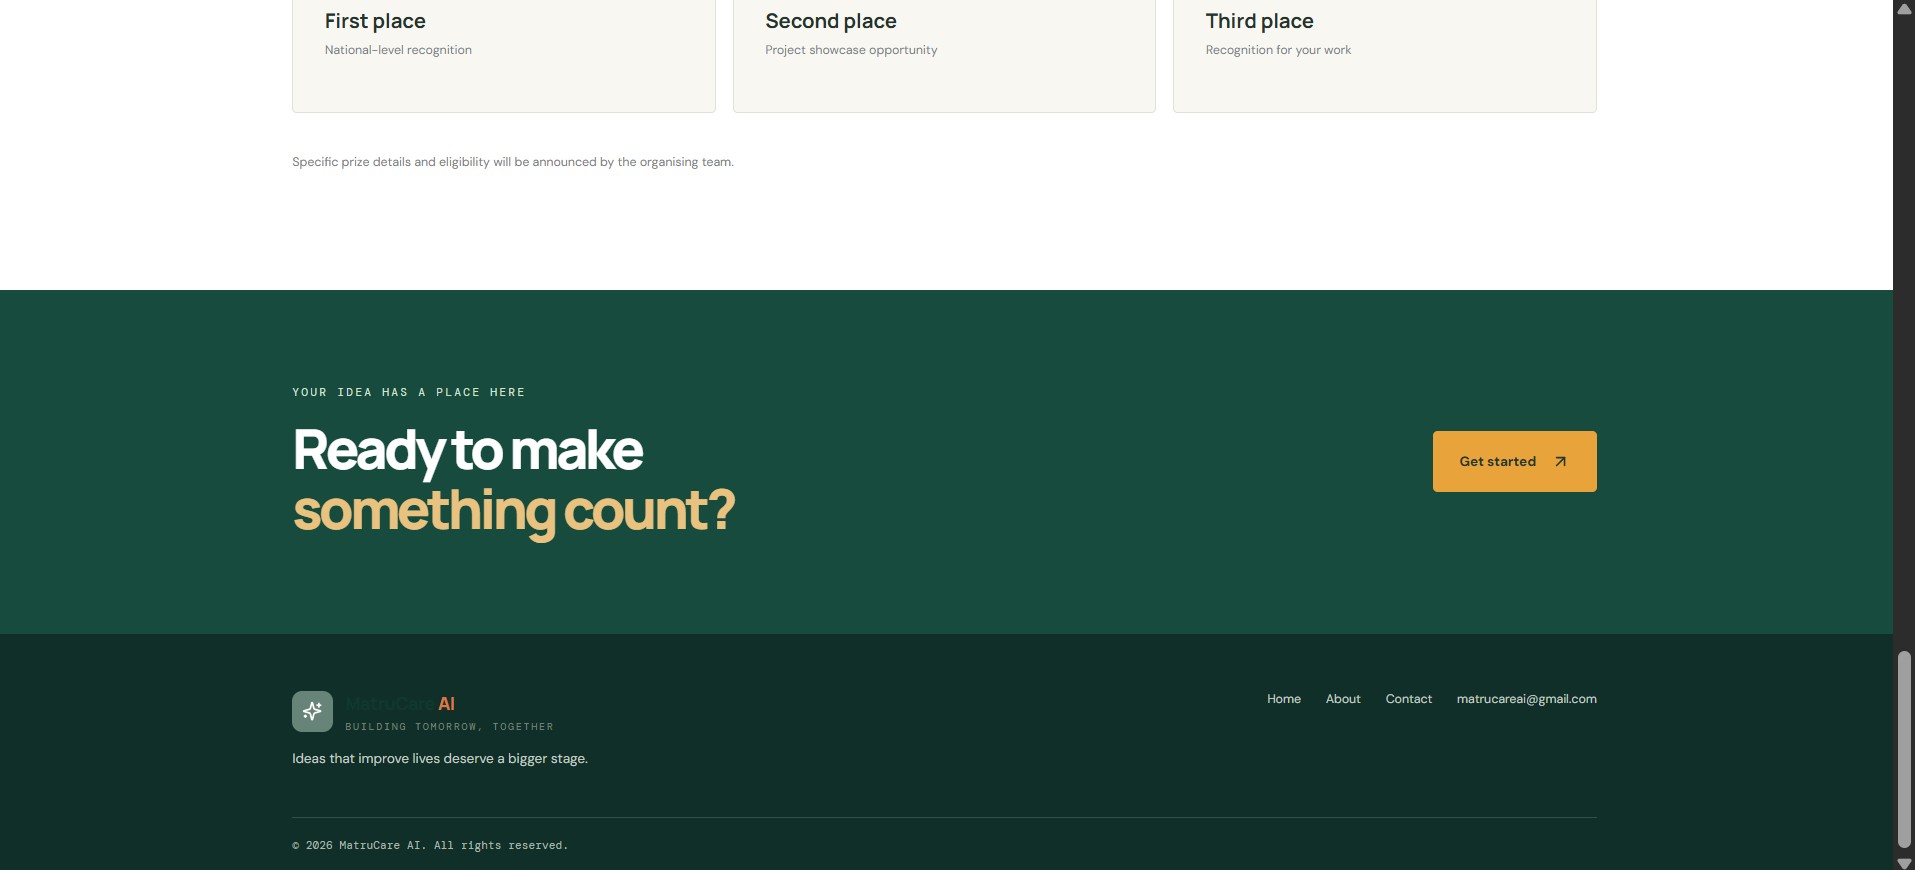 First place
National-level recognition
Second place
Project showcase opportunity
Third place
Recognition for your work
Specific prize details and eligibility will be announced by the organising team.
YOUR IDEA HAS A PLACE HERE
Ready to make
something count?
Get started
MatruCare AI
BUILDING TOMORROW, TOGETHER
Ideas that improve lives deserve a bigger stage.
Home About Contact matrucareai@gmail.com
© 2026 MatruCare AI. All rights reserved.